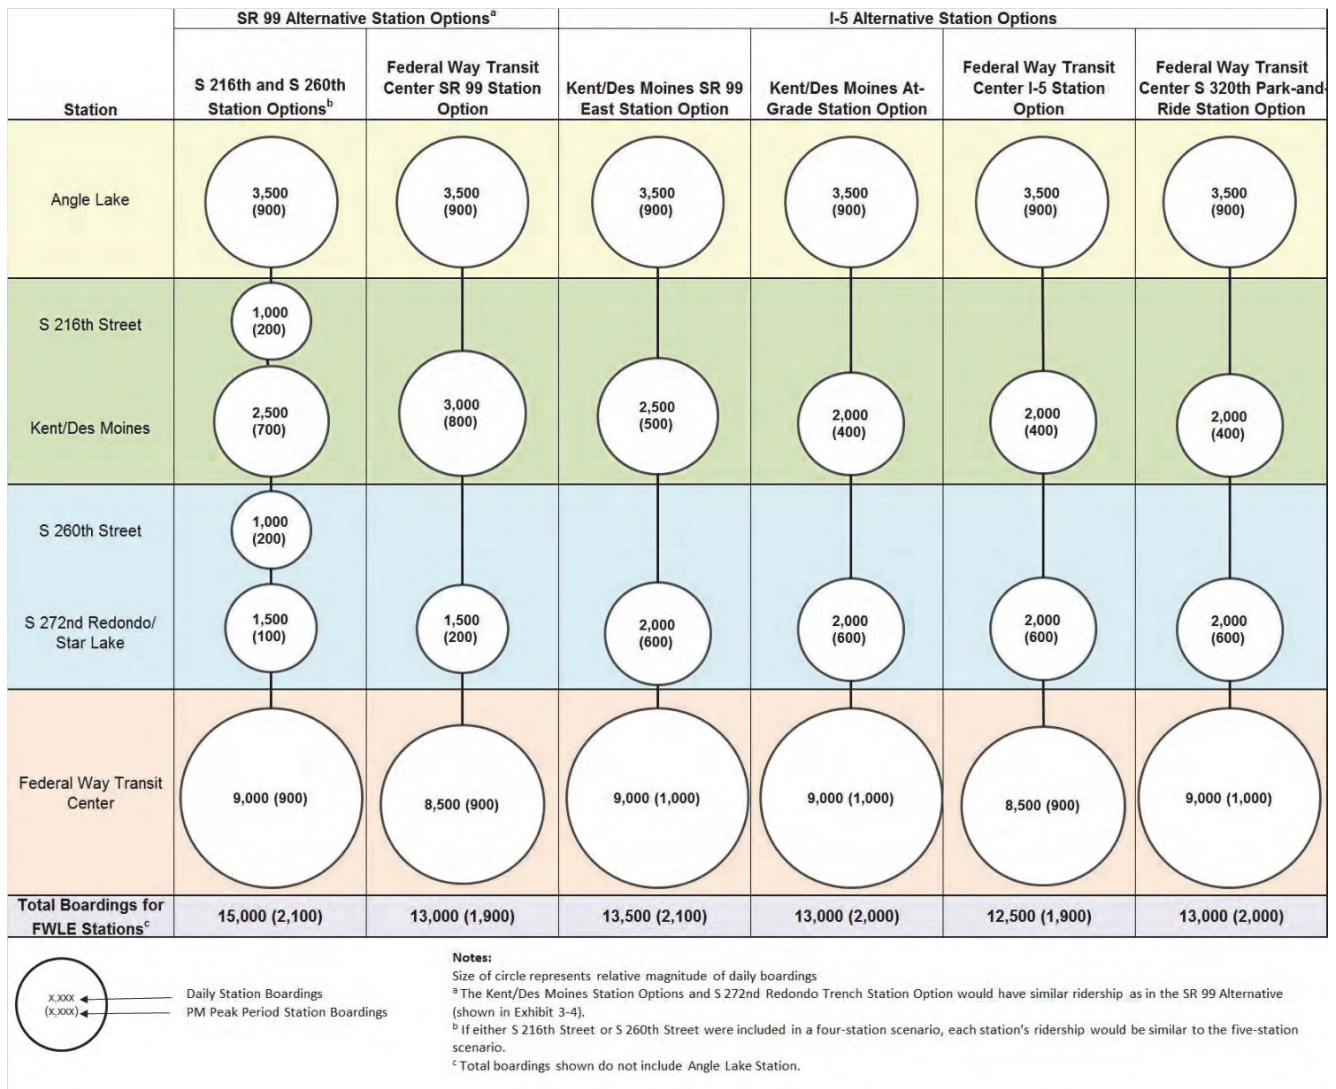 SR 99 Alternative Station Optionsᵃ
I-5 Alternative Station Options
Station
S 216th and S 260th
Station Optionsᵇ
Federal Way Transit
Center SR 99 Station
Option
Kent/Des Moines SR 99
East Station Option
Kent/Des Moines At-
Grade Station Option
Federal Way Transit
Center I-5 Station
Option
Federal Way Transit
Center S 320th Park-and-
Ride Station Option
Angle Lake
3,500
(900)
3,500
(900)
3,500
(900)
3,500
(900)
3,500
(900)
3,500
(900)
S 216th Street
1,000
(200)
Kent/Des Moines
2,500
(700)
3,000
(800)
2,500
(500)
2,000
(400)
2,000
(400)
2,000
(400)
S 260th Street
1,000
(200)
S 272nd Redondo/
Star Lake
1,500
(100)
1,500
(200)
2,000
(600)
2,000
(600)
2,000
(600)
2,000
(600)
Federal Way Transit
Center
9,000 (900)
8,500 (900)
9,000 (1,000)
9,000 (1,000)
8,500 (900)
9,000 (1,000)
Total Boardings for
FWLE Stationsᶜ
15,000 (2,100)
13,000 (1,900)
13,500 (2,100)
13,000 (2,000)
12,500 (1,900)
13,000 (2,000)
x,xxx
(x,xxx)
Daily Station Boardings
PM Peak Period Station Boardings
Notes:
Size of circle represents relative magnitude of daily boardings
ᵃ The Kent/Des Moines Station Options and S 272nd Redondo Trench Station Option would have similar ridership as in the SR 99 Alternative
(shown in Exhibit 3-4).
ᵇ If either S 216th Street or S 260th Street were included in a four-station scenario, each station's ridership would be similar to the five-station
scenario.
ᶜ Total boardings shown do not include Angle Lake Station.